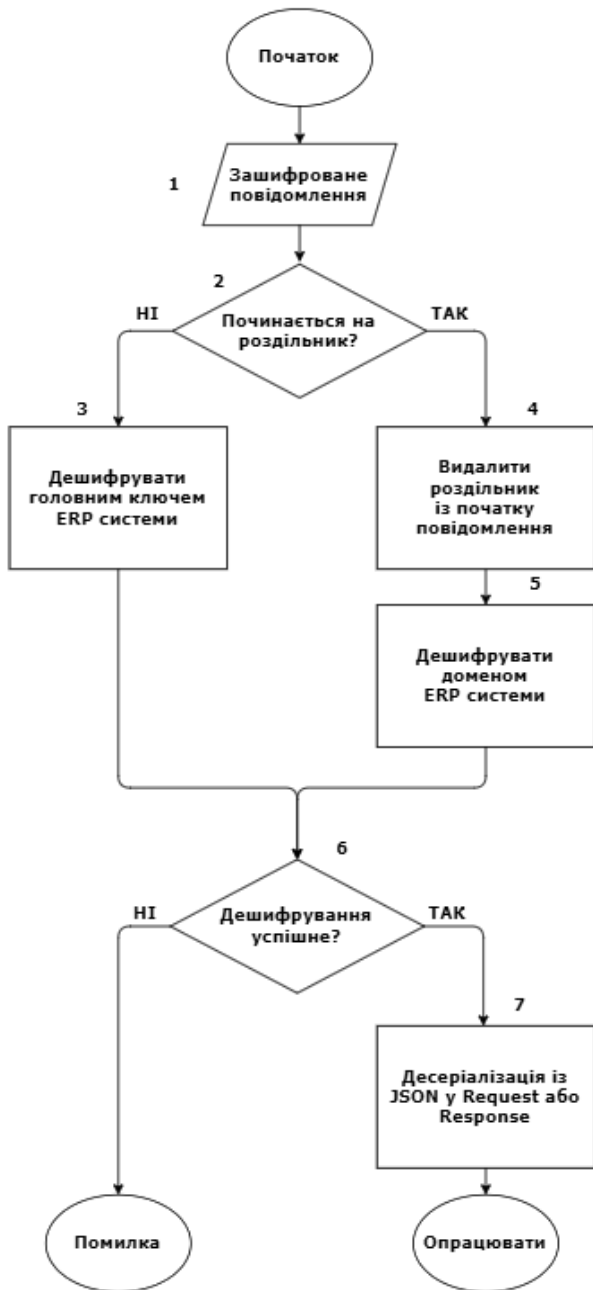 Початок
1
Зашифроване
повідомлення
2
НІ
Починається на
роздільник?
ТАК
3
4
Дешифрувати
головним ключем
ERP системи
Видалити
роздільник
із початку
повідомлення
5
Дешифрувати
доменом
ERP системи
6
НІ
Дешифрування
успішне?
ТАК
7
Десеріалізація із
JSON у Request або
Response
Помилка
Опрацювати